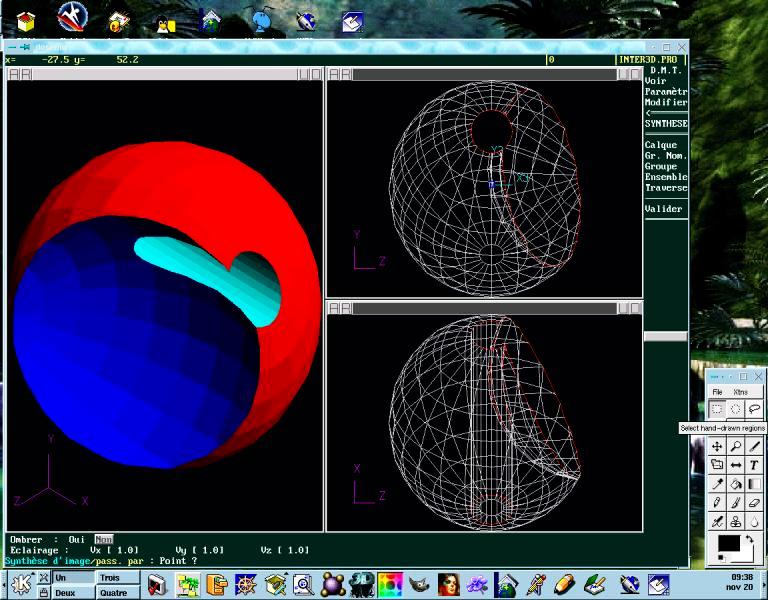 x= -27.5 y= 52.2
0
INTER3D.PRO
D.M.T.
Voir
Paramètr
Modifier
SYNTHESE
Calque
Gr. Nom.
Groupe
Ensemble
Traverse
Valider
Y
Z
X
Z
Y
Z X
File Xtns
Select hand-drawn regions
Ombrer : Oui Non
Eclairage : Vx [ 1.0] Vy [ 1.0] Vz [ 1.0]
Synthèse d'image/pass. par : Point ?
Un Trois
Deux Quatre
09:38
nov 20